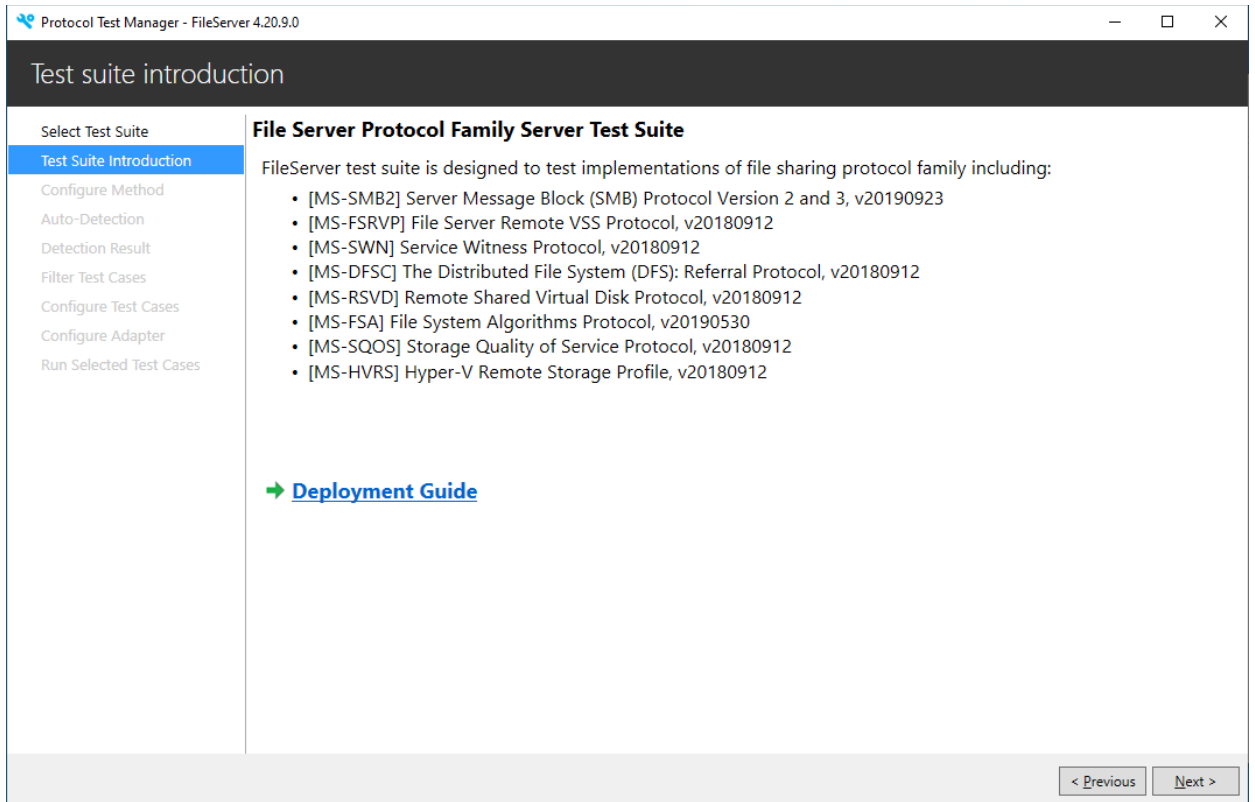 Protocol Test Manager - FileServer 4.20.9.0
Test suite introduction
Select Test Suite
Test Suite Introduction
Configure Method
Auto-Detection
Detection Result
Filter Test Cases
Configure Test Cases
Configure Adapter
Run Selected Test Cases
File Server Protocol Family Server Test Suite
FileServer test suite is designed to test implementations of file sharing protocol family including:
• [MS-SMB2] Server Message Block (SMB) Protocol Version 2 and 3, v20190923
• [MS-FSRVP] File Server Remote VSS Protocol, v20180912
• [MS-SWN] Service Witness Protocol, v20180912
• [MS-DFSC] The Distributed File System (DFS): Referral Protocol, v20180912
• [MS-RSVD] Remote Shared Virtual Disk Protocol, v20180912
• [MS-FSA] File System Algorithms Protocol, v20190530
• [MS-SQOS] Storage Quality of Service Protocol, v20180912
• [MS-HVRS] Hyper-V Remote Storage Profile, v20180912
Deployment Guide
< Previous
Next >